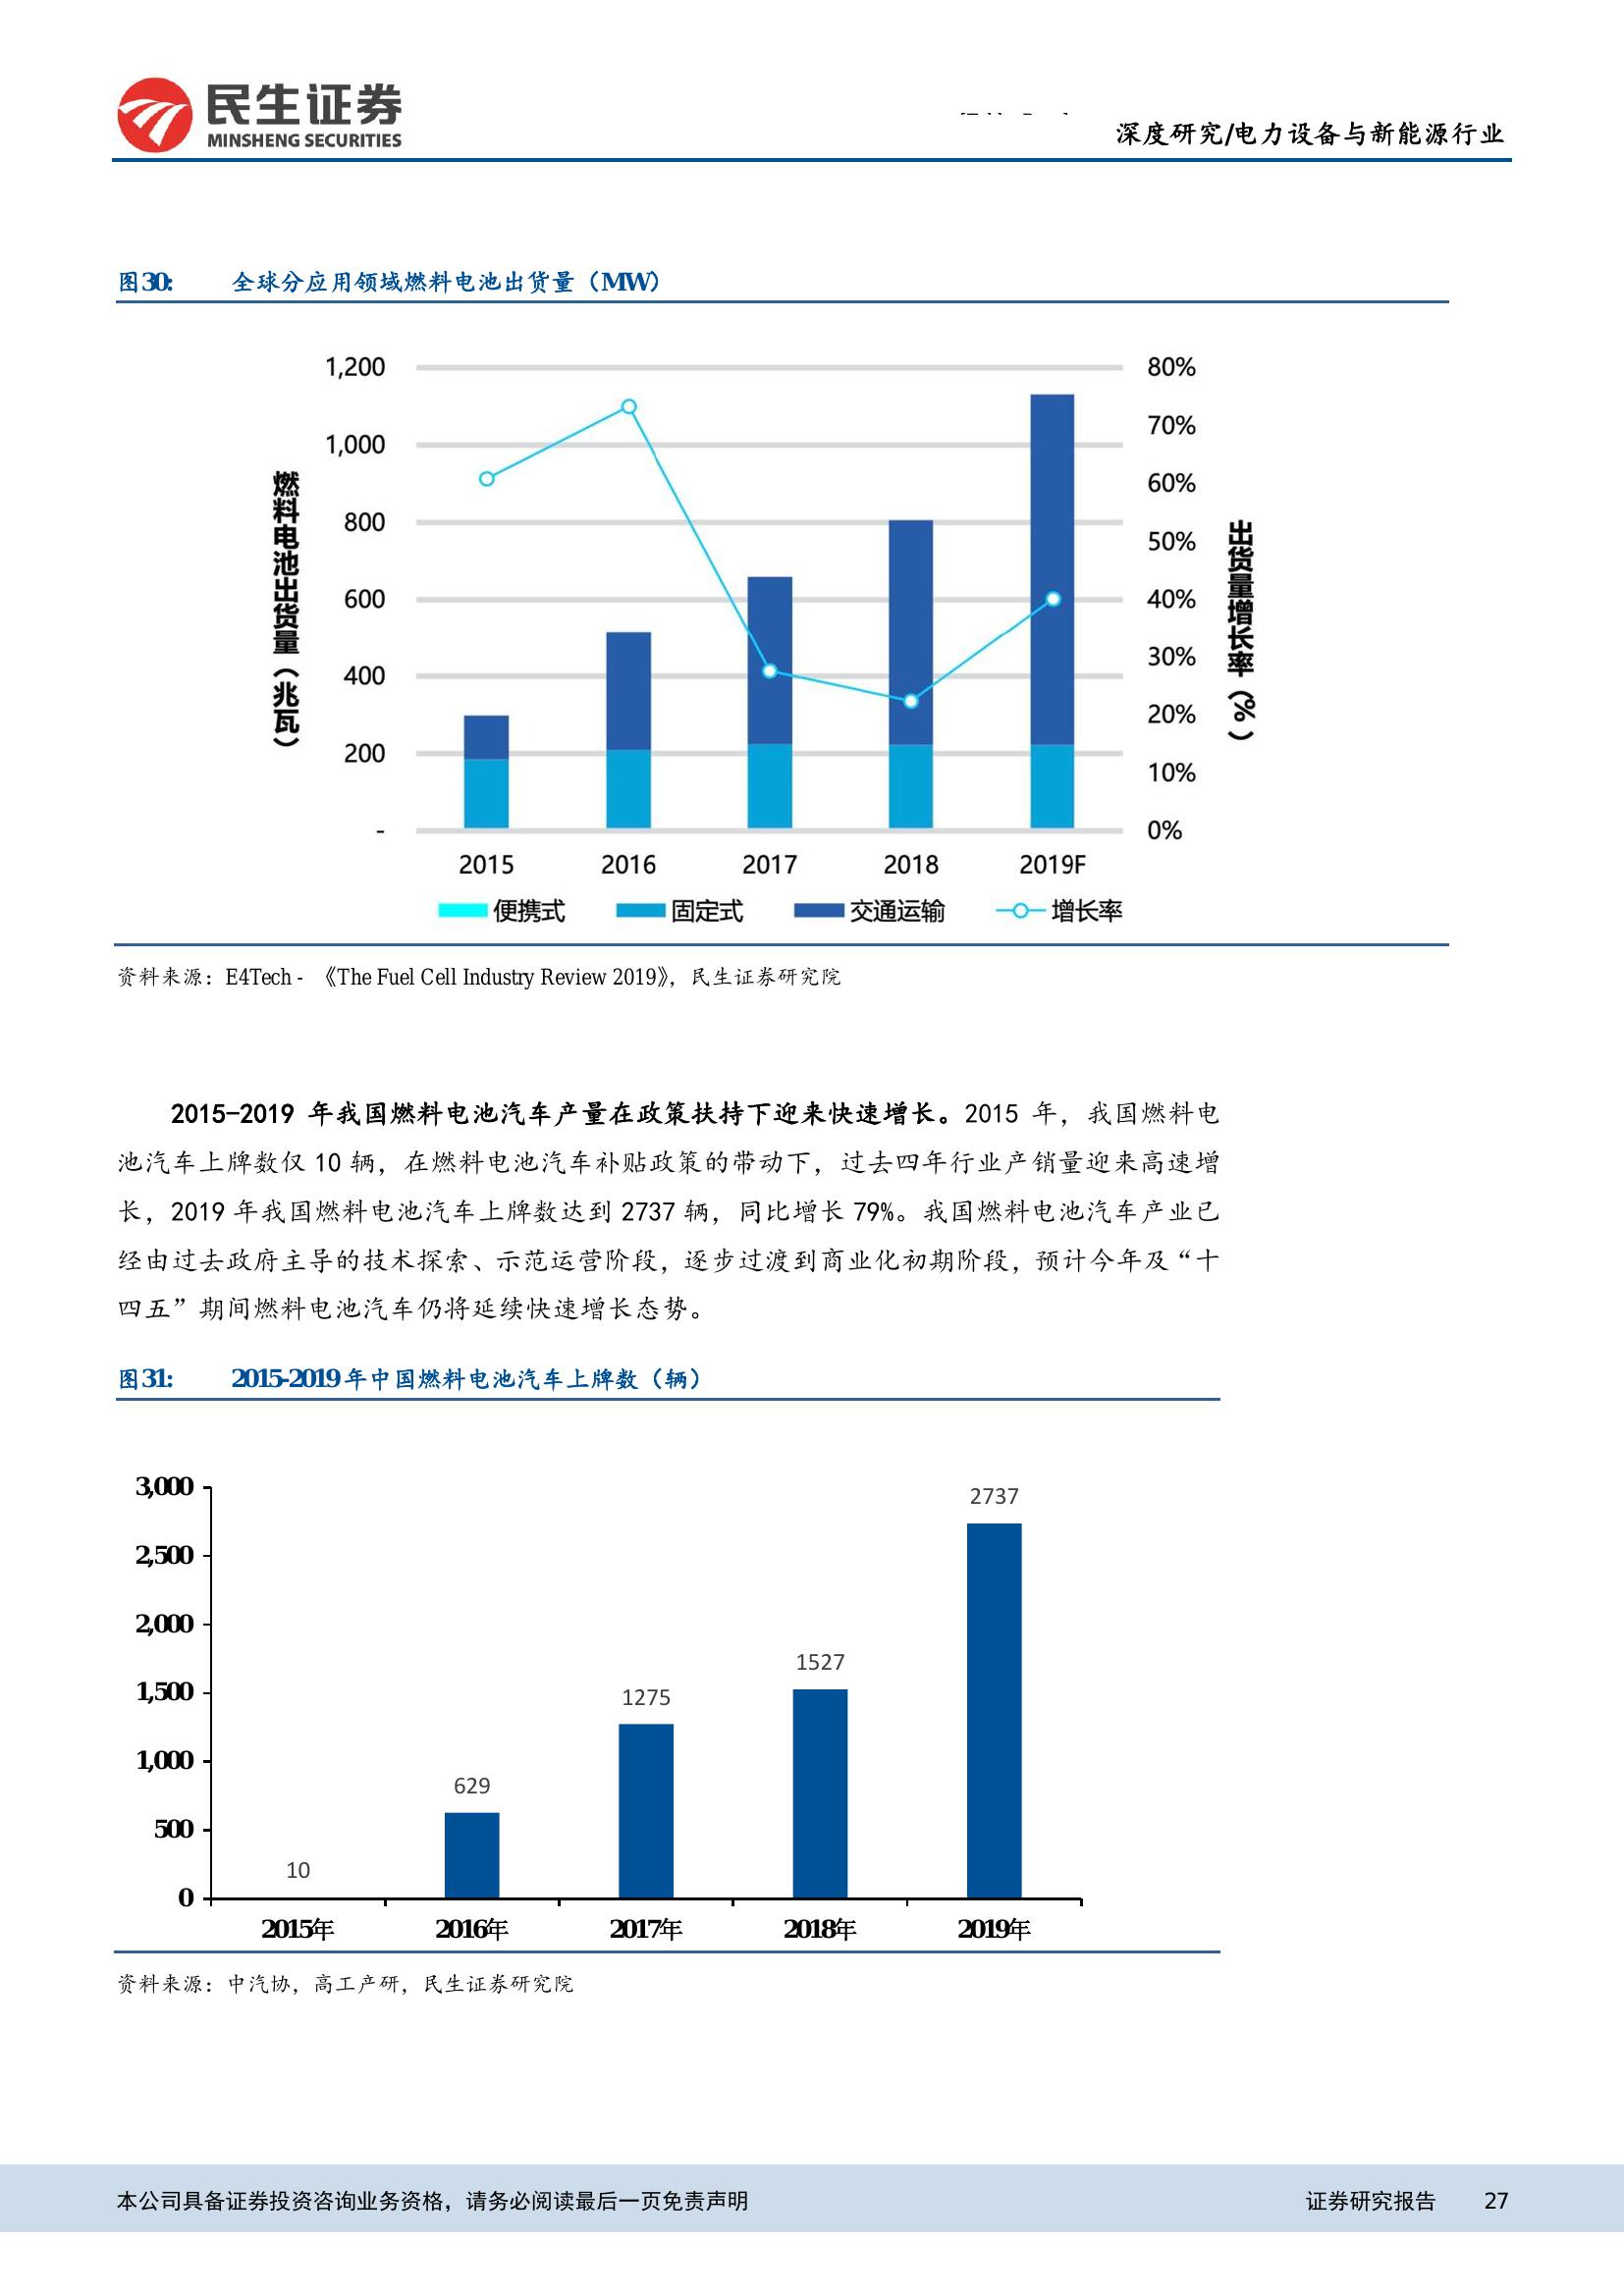 民生证券
MINSHENG SECURITIES
深度研究/电力设备与新能源行业
图30: 全球分应用领域燃料电池出货量（MW）
1,200
1,000
800
600
400
200
-
燃料电池出货量（兆瓦）
80%
70%
60%
50%
40%
30%
20%
10%
0%
出货量增长率（%）
2015 2016 2017 2018 2019F
便携式 固定式 交通运输 增长率
资料来源：E4Tech - 《The Fuel Cell Industry Review 2019》，民生证券研究院
2015-2019 年我国燃料电池汽车产量在政策扶持下迎来快速增长。2015 年，我国燃料电
池汽车上牌数仅 10 辆，在燃料电池汽车补贴政策的带动下，过去四年行业产销量迎来高速增
长，2019 年我国燃料电池汽车上牌数达到 2737 辆，同比增长 79%。我国燃料电池汽车产业已
经由过去政府主导的技术探索、示范运营阶段，逐步过渡到商业化初期阶段，预计今年及“十
四五”期间燃料电池汽车仍将延续快速增长态势。
图31: 2015-2019年中国燃料电池汽车上牌数（辆）
3,000
2,500
2,000
1,500
1,000
500
0
10
629
1275
1527
2737
2015年 2016年 2017年 2018年 2019年
资料来源：中汽协，高工产研，民生证券研究院
本公司具备证券投资咨询业务资格，请务必阅读最后一页免责声明 证券研究报告 27